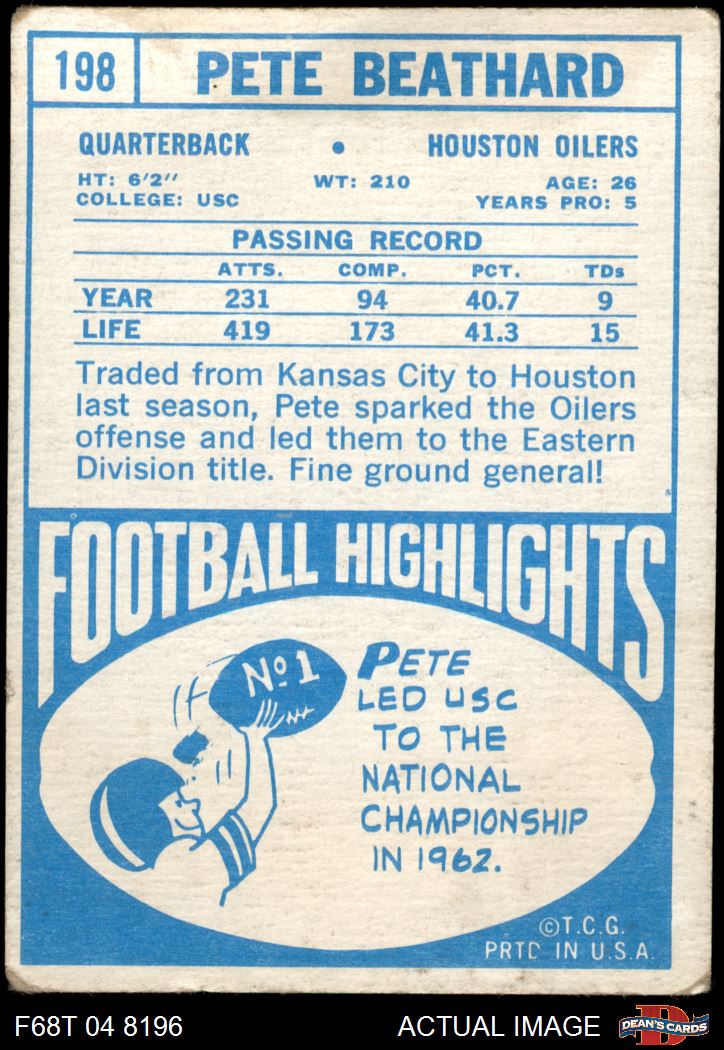 198 PETE BEATHARD
QUARTERBACK • HOUSTON OILERS
HT: 6'2'' WT: 210 AGE: 26
COLLEGE: USC YEARS PRO: 5
PASSING RECORD
ATTS. COMP. PCT. TDs
YEAR 231 94 40.7 9
LIFE 419 173 41.3 15
Traded from Kansas City to Houston
last season, Pete sparked the Oilers
offense and led them to the Eastern
Division title. Fine ground general!
FOOTBALL HIGHLIGHTS
Nº 1
PETE
LED USC
TO THE
NATIONAL
CHAMPIONSHIP
IN 1962.
©T.C.G.
PRTD IN U.S.A.
F68T 04 8196 ACTUAL IMAGE D DEAN'S CARDS